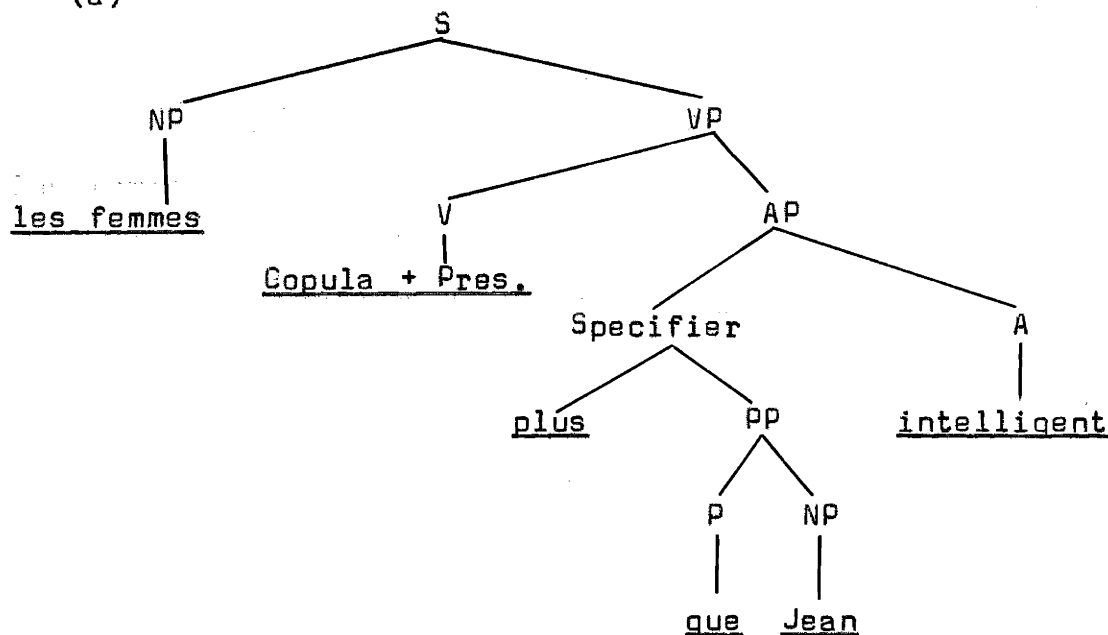 (a)
S
NP VP
les femmes V AP
Copula + Pres.
Specifier A
plus PP intelligent
P NP
que Jean